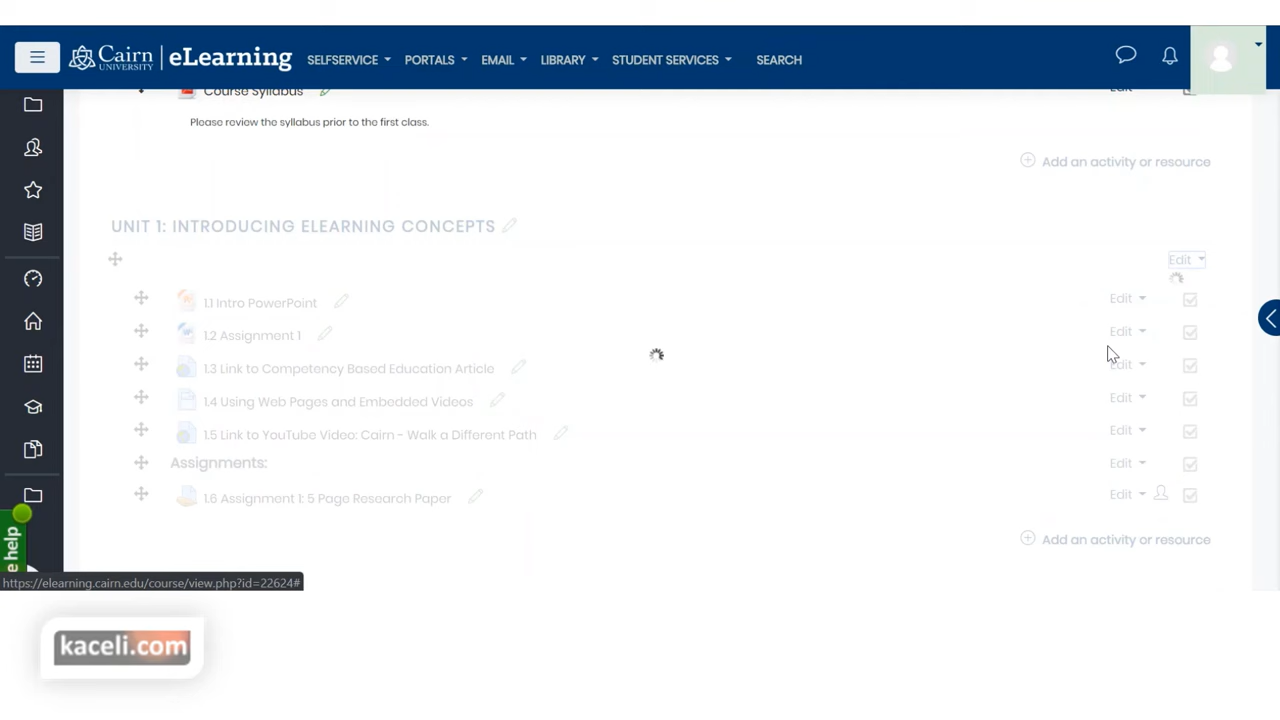 Cairn UNIVERSITY eLearning SELFSERVICE PORTALS EMAIL LIBRARY STUDENT SERVICES SEARCH
Course Syllabus Edit
Please review the syllabus prior to the first class.
Add an activity or resource
UNIT 1: INTRODUCING ELEARNING CONCEPTS
Edit
1.1 Intro PowerPoint Edit
1.2 Assignment 1 Edit
1.3 Link to Competency Based Education Article Edit
1.4 Using Web Pages and Embedded Videos Edit
1.5 Link to YouTube Video: Cairn - Walk a Different Path Edit
Assignments: Edit
1.6 Assignment 1: 5 Page Research Paper Edit
Add an activity or resource
e help
https://elearning.cairn.edu/course/view.php?id=22624#
kaceli.com